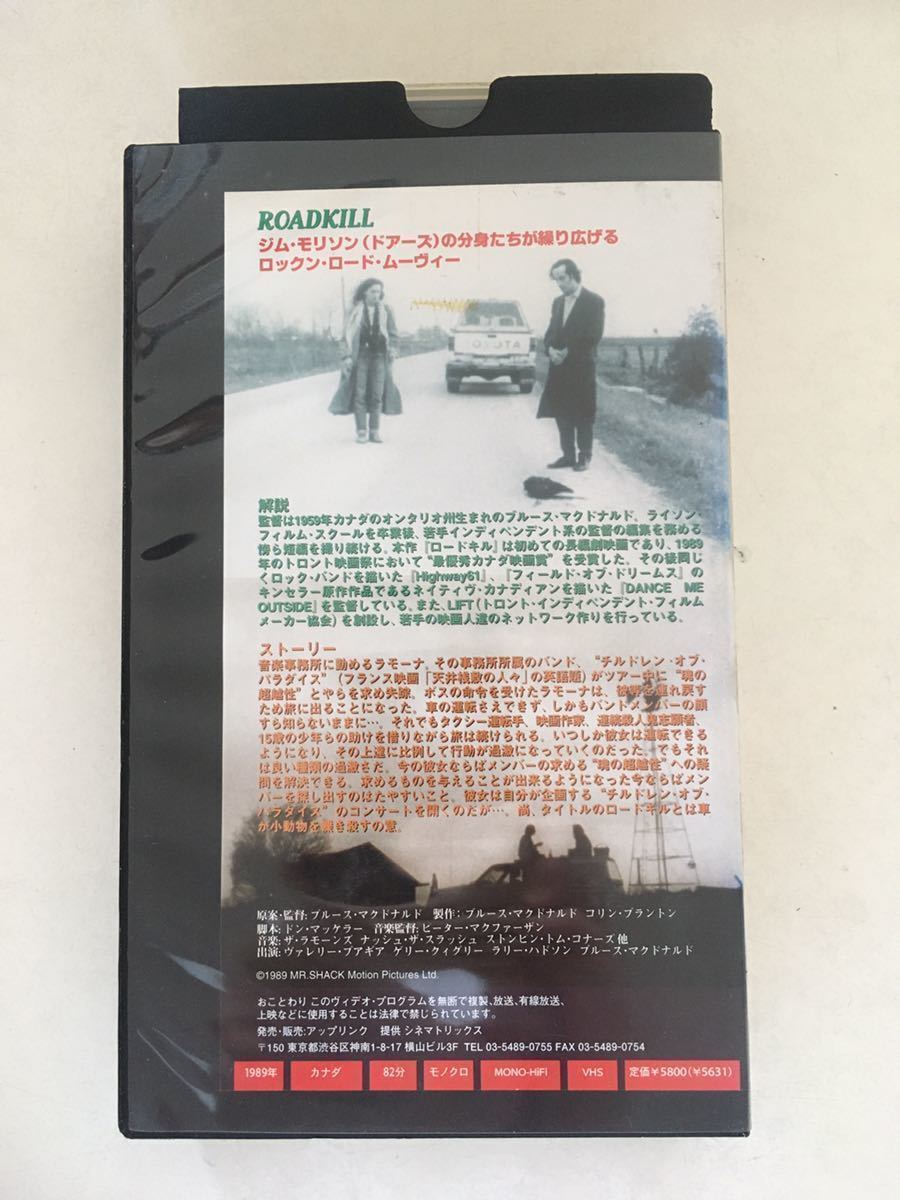 ROADKILL
ジム・モリソン(ドアーズ)の分身たちが繰り広げる
ロックン・ロード・ムーヴィー
TOYOTA
解説
監督は1959年カナダのオンタリオ州生まれのブルース・マクドナルド。ライソン・
フィルム・スクールを卒業後、若手インディペンデント系の監督の編集を務める
傍ら短編を撮り続ける。本作『ロードキル』は初めての長編劇映画であり、1989
年のトロント映画祭において“最優秀カナダ映画賞”を受賞した。その後同じ
くロック・バンドを描いた『Highway61』、『フィールド・オブ・ドリームス』の
キンセラー原作作品であるネイティヴ・カナディアンを描いた『DANCE ME
OUTSIDE』を監督している。また、LIFT(トロント・インディペンデント・フィルム
メーカー協会)を創設し、若手の映画人達のネットワーク作りを行っている。
ストーリー
音楽事務所に勤めるラモーナ。その事務所所属のバンド、“チルドレン・オブ・
パラダイス”(フランス映画「天井桟敷の人々」の英語題)がツアー中に“魂の
超越性”とやらを求め失踪。ボスの命令を受けたラモーナは、彼等を連れ戻す
ため旅に出ることになった。車の運転さえできず、しかもバンドメンバーの顔
すら知らないままに…。それでもタクシー運転手、映画作家、連続殺人鬼志願者、
15歳の少年らの助けを借りながら旅は続けられる。いつしか彼女は運転できる
ようになり、その上達に比例して行動が過激になっていくのだった。でもそれ
は良い種類の過激さだ。今の彼女ならばメンバーの求める“魂の超越性”への疑
問を解決できる。求めるものを与えることが出来るようになった今ならばメン
バーを探し出すのはたやすいこと。彼女は自分が企画する“チルドレン・オブ・
パラダイス”のコンサートを開くのだが…。尚、タイトルのロードキルとは車
が小動物を轢き殺すの意。
原案・監督:ブルース・マクドナルド 製作:ブルース・マクドナルド コリン・ブラントン
脚本:ドン・マッケラー 音楽監督:ピーター・マクファーザン
音楽:ザ・ラモーンズ ナッシュ・ザ・スラッシュ ストンピン・トム・コナーズ 他
出演:ヴァレリー・ブアギア ゲリー・クィグリー ラリー・ハドソン ブルース・マクドナルド
©1989 MR.SHACK Motion Pictures Ltd.
おことわり このヴィデオ・プログラムを無断で複製、放送、有線放送、
上映などに使用することは法律で禁じられています。
発売・販売:アップリンク 提供 シネマトリックス
〒150 東京都渋谷区神南1-8-17 横山ビル3F TEL 03-5489-0755 FAX 03-5489-0754
1989年 カナダ 82分 モノクロ MONO-HiFi VHS 定価¥5800(¥5631)